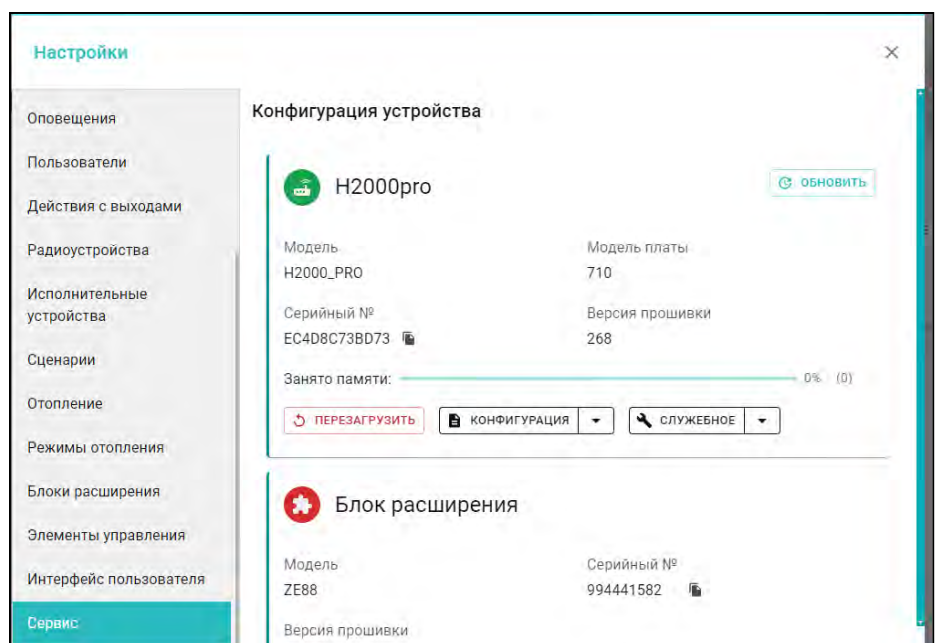 Настройки
Оповещения
Пользователи
Действия с выходами
Радиоустройства
Исполнительные
устройства
Сценарии
Отопление
Режимы отопления
Блоки расширения
Элементы управления
Интерфейс пользователя
Сервис
Конфигурация устройства
H2000pro
ОБНОВИТЬ
Модель
Модель платы
H2000_PRO
710
Серийный №
Версия прошивки
EC4D8C73BD73
268
Занято памяти:
0% (0)
ПЕРЕЗАГРУЗИТЬ
КОНФИГУРАЦИЯ
СЛУЖЕБНОЕ
Блок расширения
Модель
Серийный №
ZE88
994441582
Версия прошивки